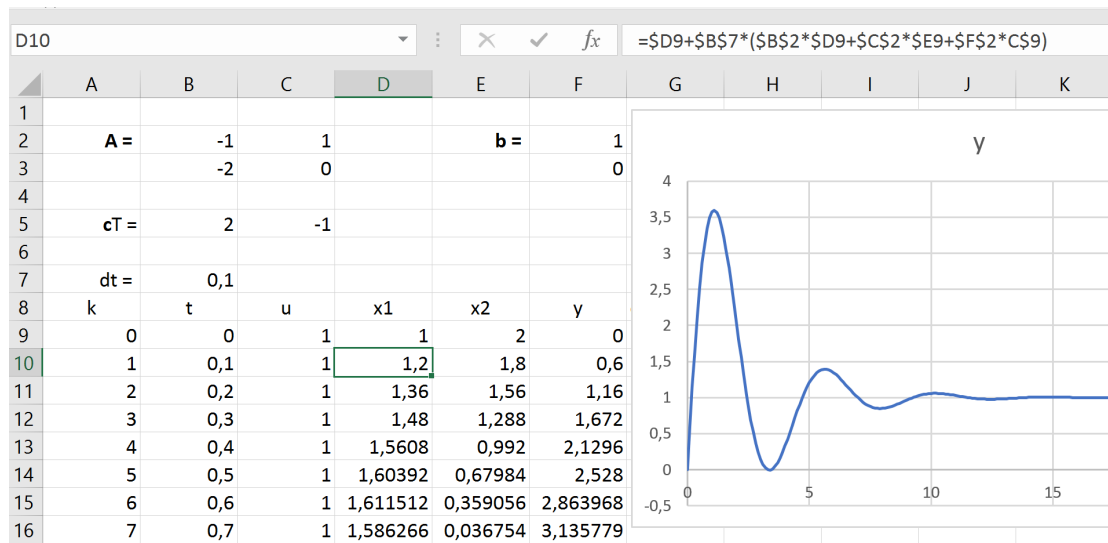 D10 fx =$D9+$B$7*($B$2*$D9+$C$2*$E9+$F$2*C$9)
A B C D E F G H I J K
1
2 A = -1 1 b = 1
3 -2 0 0
4
5 cT = 2 -1
6
7 dt = 0,1
8 k t u x1 x2 y
9 0 0 1 1 2 0
10 1 0,1 1 1,2 1,8 0,6
11 2 0,2 1 1,36 1,56 1,16
12 3 0,3 1 1,48 1,288 1,672
13 4 0,4 1 1,5608 0,992 2,1296
14 5 0,5 1 1,60392 0,67984 2,528
15 6 0,6 1 1,611512 0,359056 2,863968
16 7 0,7 1 1,586266 0,036754 3,135779
y
4
3,5
3
2,5
2
1,5
1
0,5
0
-0,5
0 5 10 15